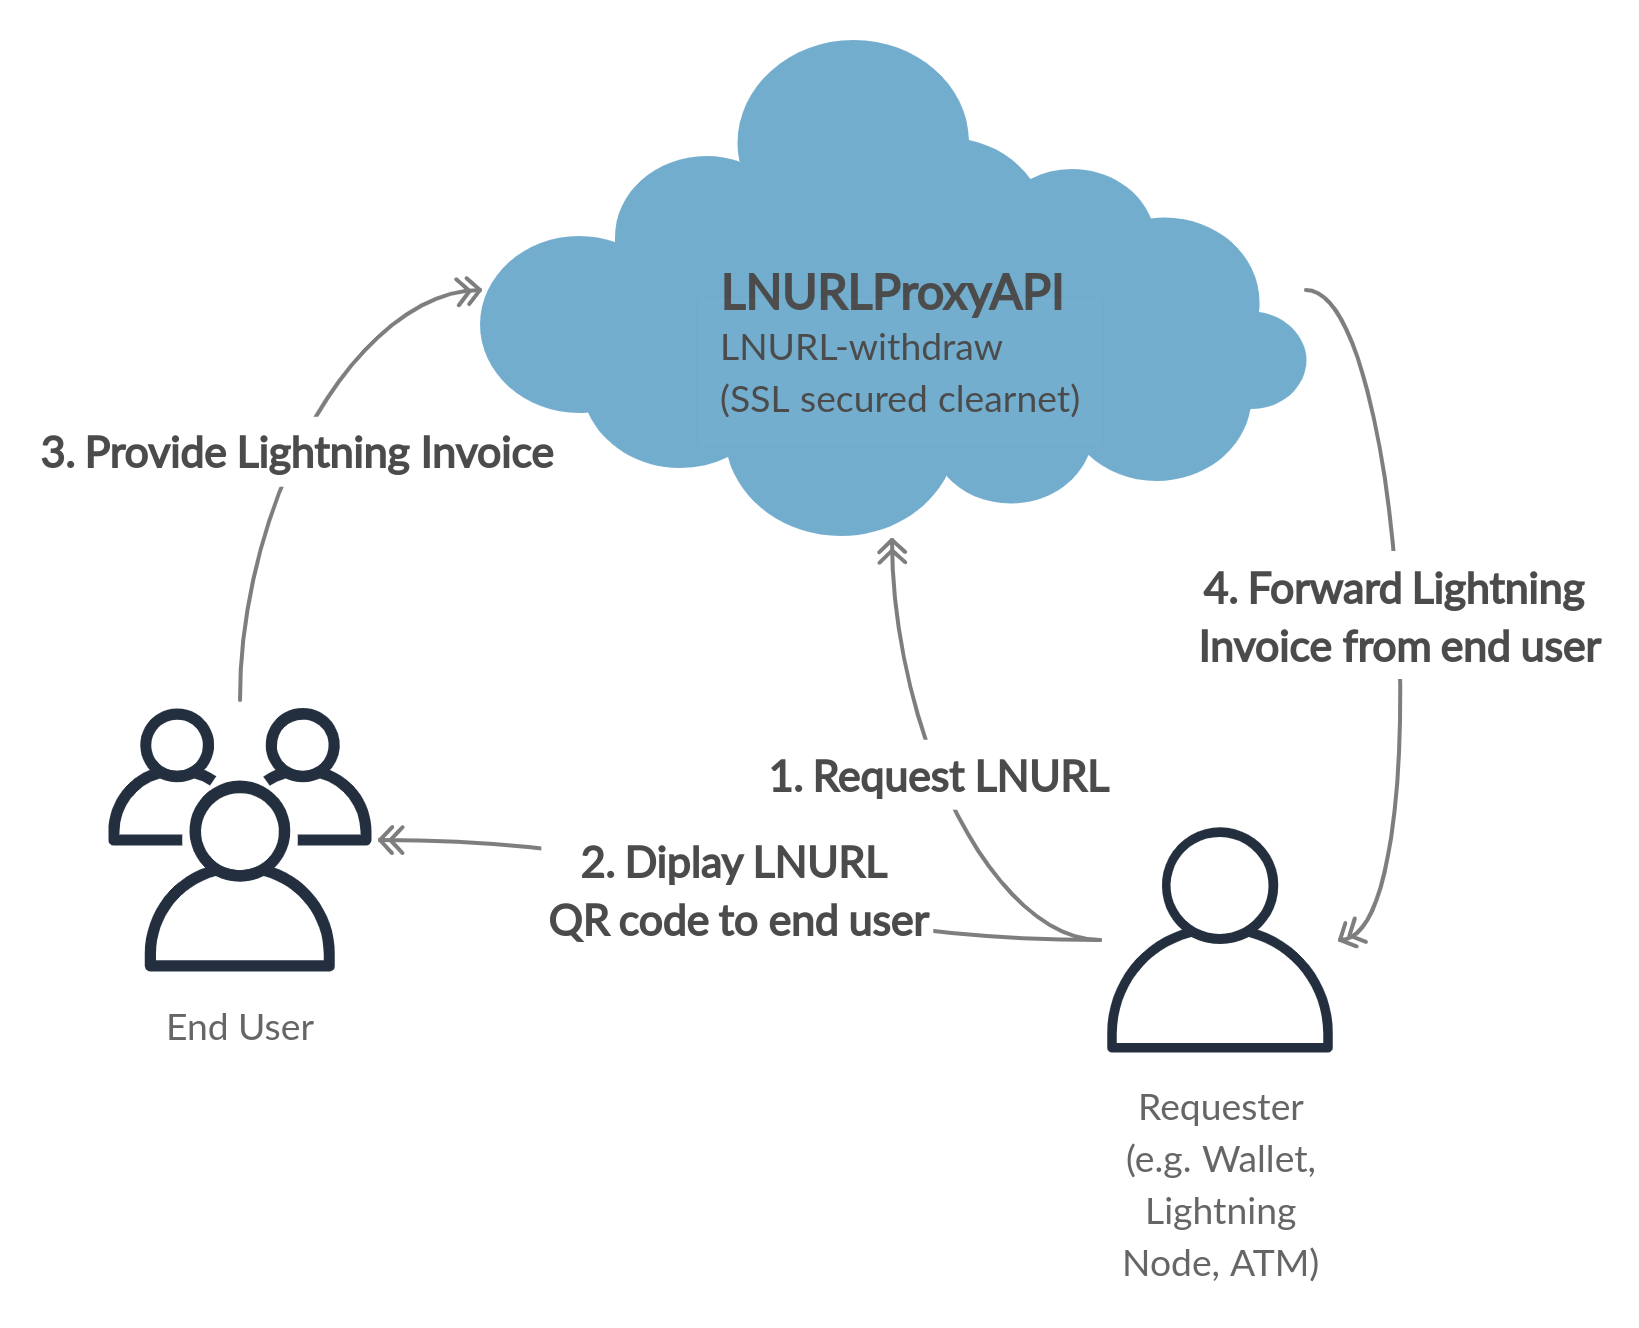 LNURLProxyAPI
LNURL-withdraw
(SSL secured clearnet)
3. Provide Lightning Invoice
4. Forward Lightning
Invoice from end user
1. Request LNURL
2. Diplay LNURL
QR code to end user
End User
Requester
(e.g. Wallet,
Lightning
Node, ATM)